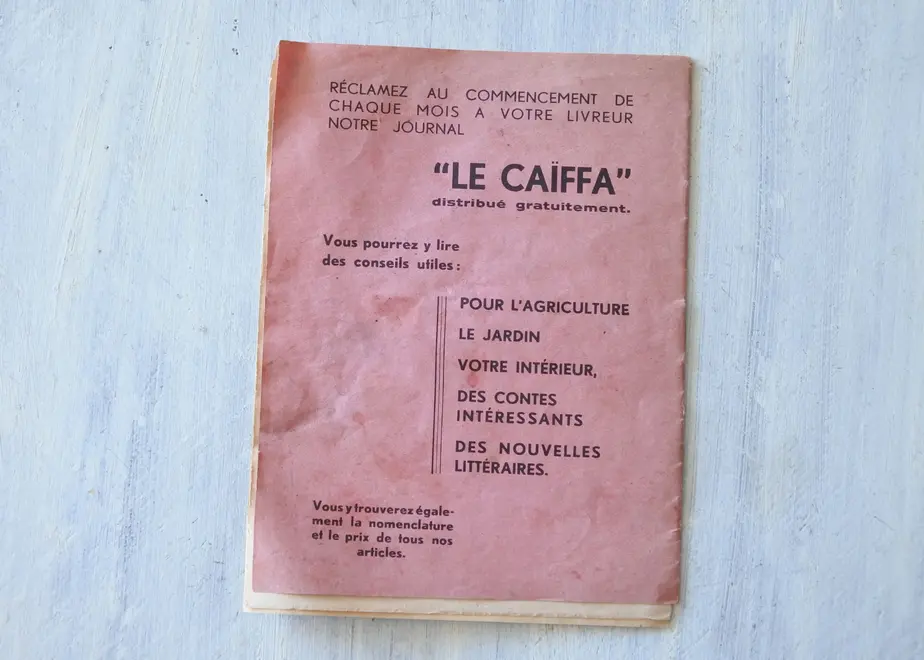 RÉCLAMEZ AU COMMENCEMENT DE
CHAQUE MOIS A VOTRE LIVREUR
NOTRE JOURNAL
"LE CAÏFFA"
distribué gratuitement.
Vous pourrez y lire
des conseils utiles :
POUR L'AGRICULTURE
LE JARDIN
VOTRE INTÉRIEUR,
DES CONTES
INTÉRESSANTS
DES NOUVELLES
LITTÉRAIRES.
Vous y trouverez égale-
ment la nomenclature
et le prix de tous nos
articles.